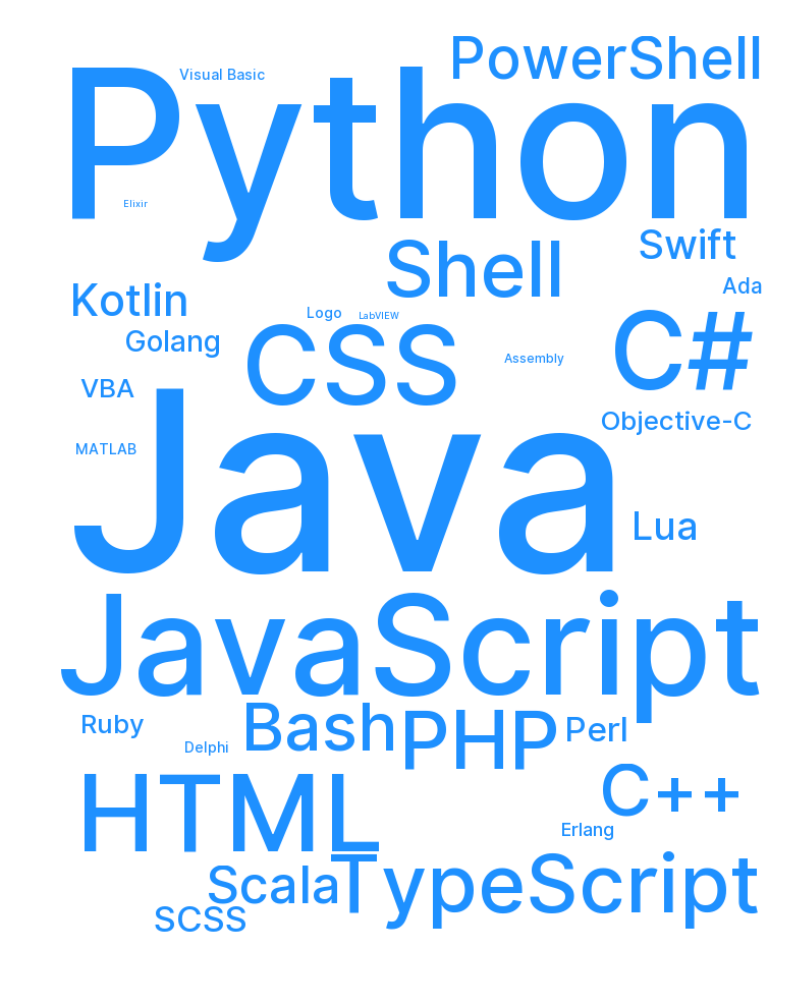 PowerShell
Visual Basic
Python
Elixir
Swift
Shell
Ada
Kotlin
Logo
LabVIEW
Golang
CSS
C#
Assembly
VBA
Objective-C
MATLAB
Java
Lua
JavaScript
Ruby
Bash
PHP
Perl
Delphi
HTML
C++
Erlang
Scala
TypeScript
SCSS